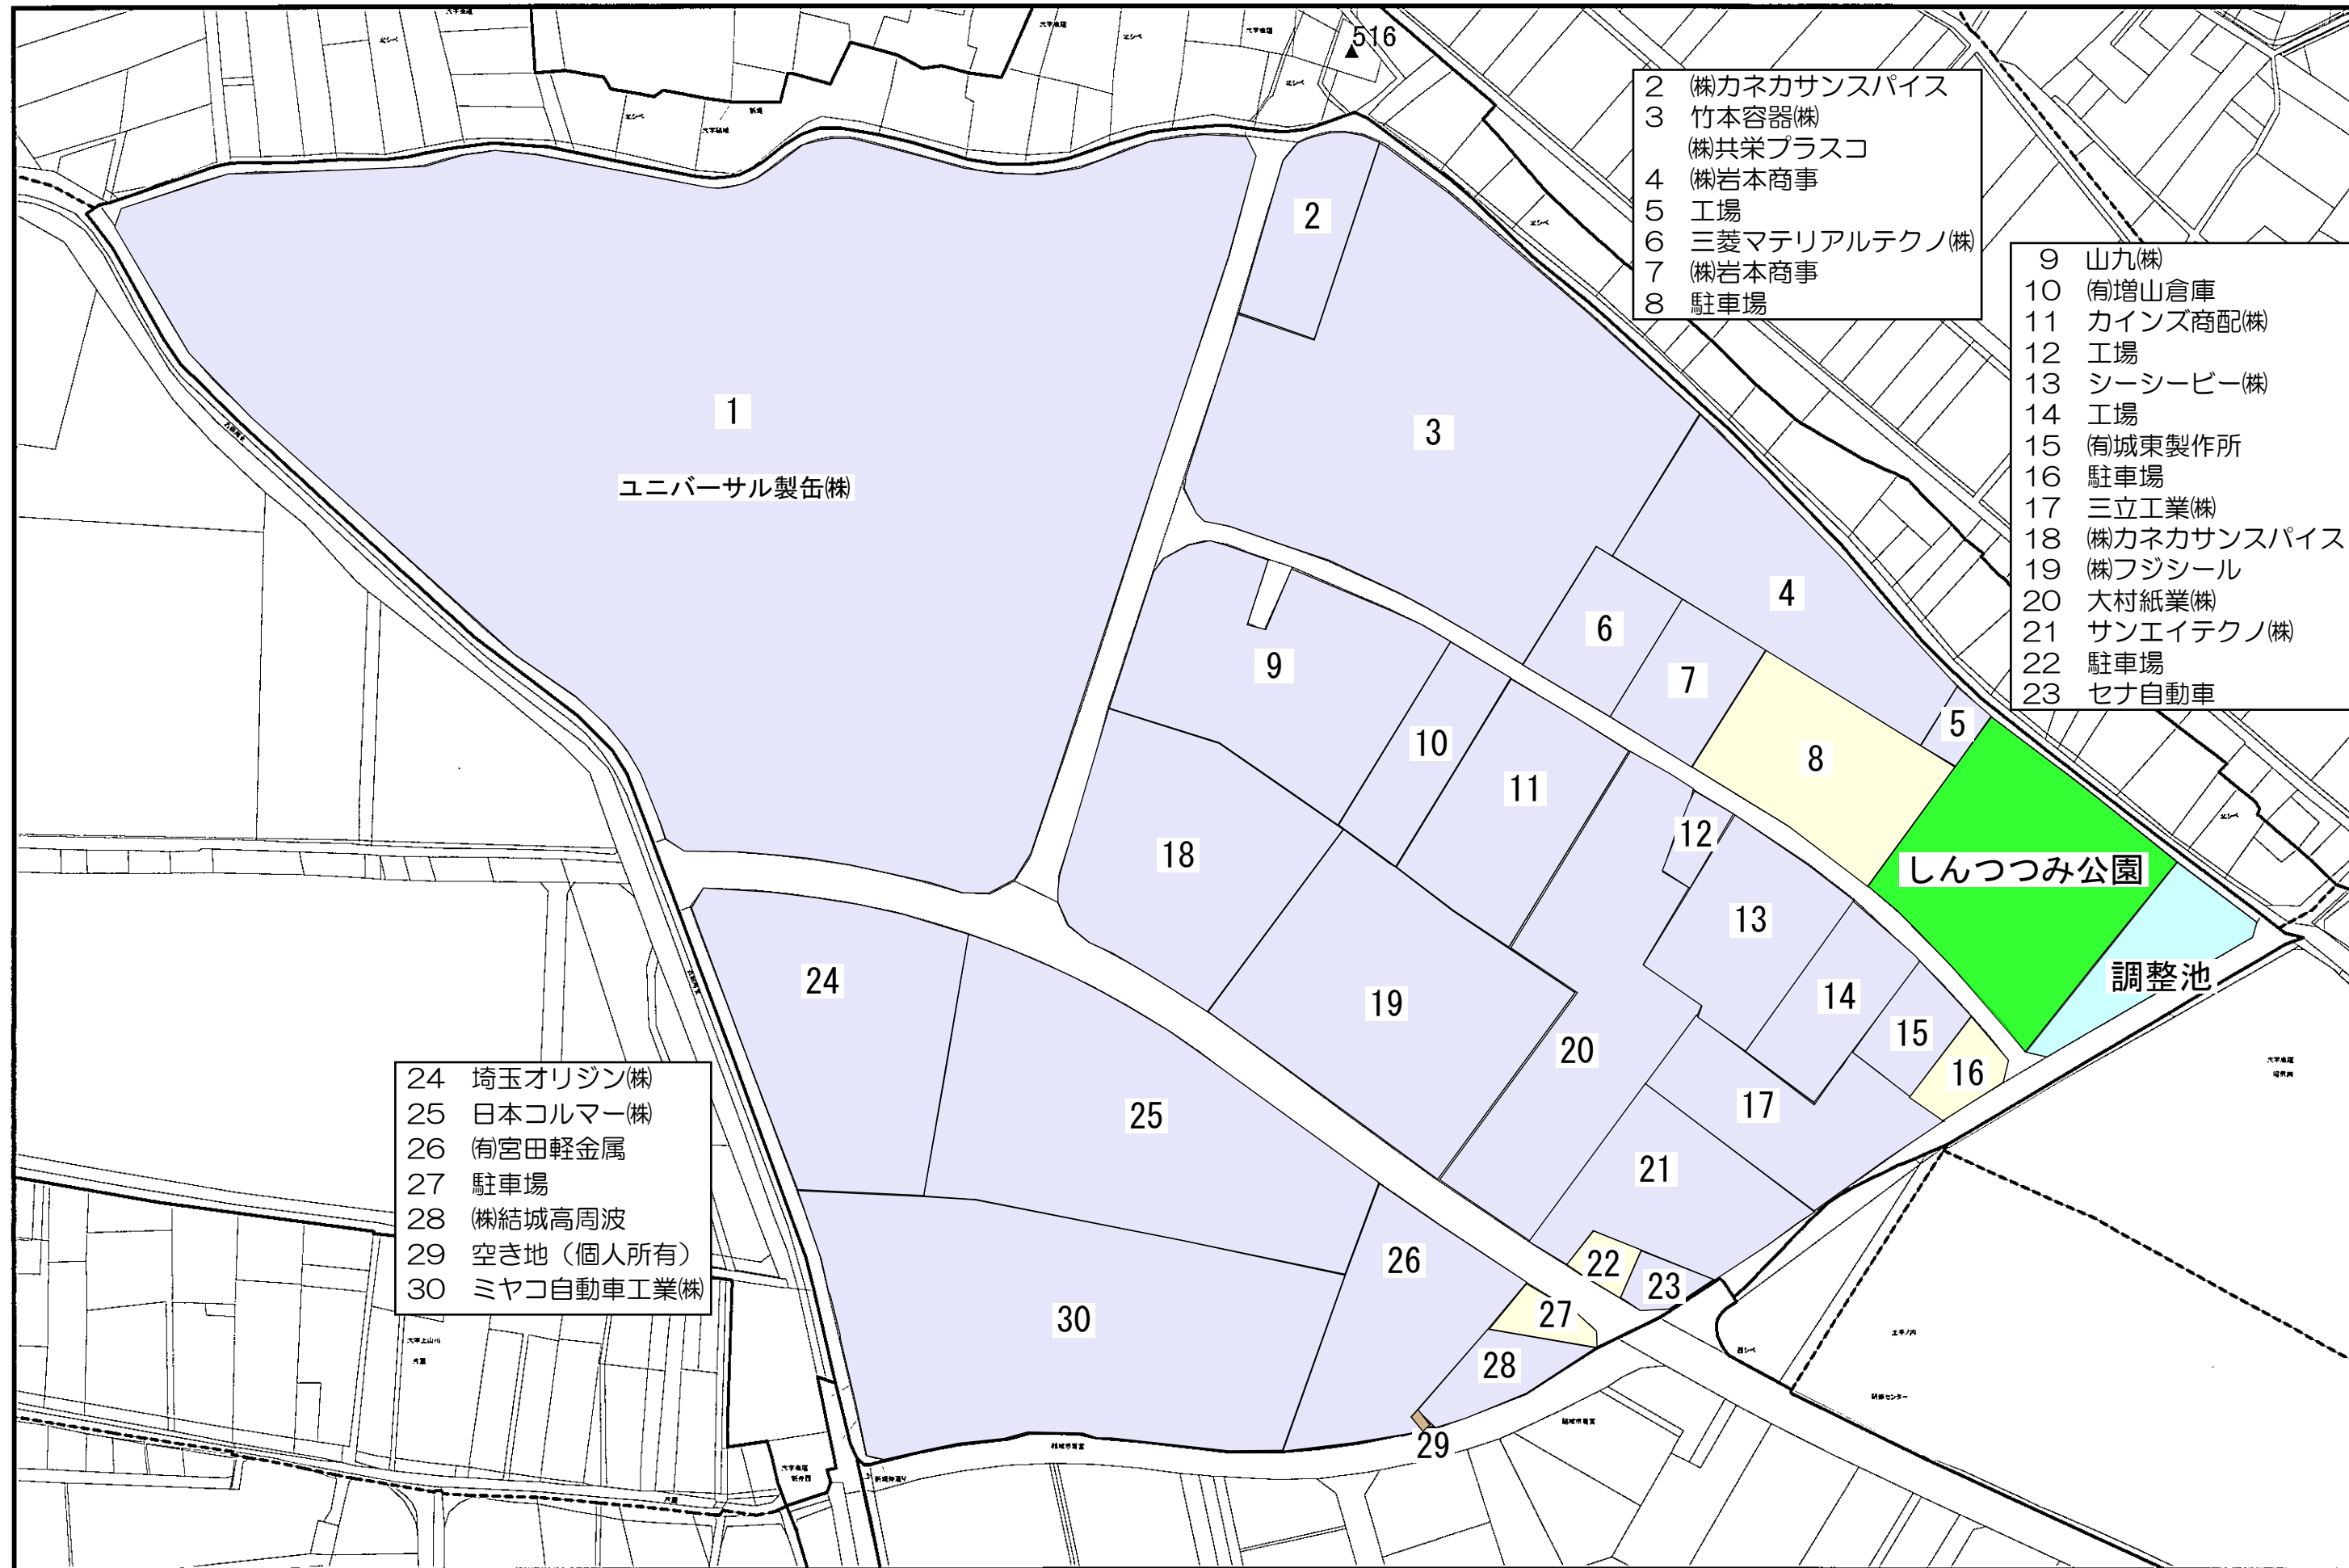 516
2 ㈱カネカサンスパイス
3 竹本容器㈱
㈱共栄プラスコ
4 ㈱岩本商事
5 工場
6 三菱マテリアルテクノ㈱
7 ㈱岩本商事
8 駐車場
9 山九㈱
10 ㈲増山倉庫
11 カインズ商配㈱
12 工場
13 シーシービー㈱
14 工場
15 ㈲城東製作所
16 駐車場
17 三立工業㈱
18 ㈱カネカサンスパイス
19 ㈱フジシール
20 大村紙業㈱
21 サンエイテクノ㈱
22 駐車場
23 セナ自動車
1
ユニバーサル製缶㈱
2
3
4
5
6
7
8
9
10
11
12
13
14
15
16
17
18
19
20
21
22
23
しんつつみ公園
調整池
24
25
26
27
28
29
30
24 埼玉オリジン㈱
25 日本コルマー㈱
26 ㈲宮田軽金属
27 駐車場
28 ㈱結城高周波
29 空き地（個人所有）
30 ミヤコ自動車工業㈱